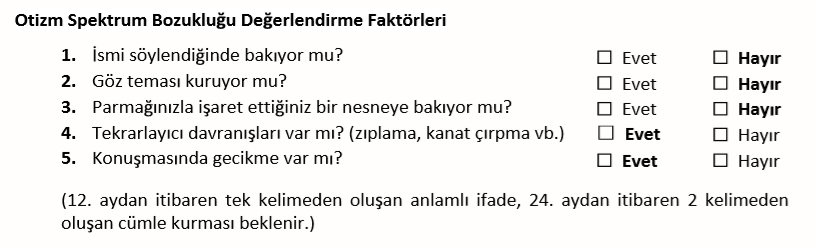 Otizm Spektrum Bozukluğu Değerlendirme Faktörleri
1. İsmi söylendiğinde bakıyor mu? ☐ Evet ☐ Hayır
2. Göz teması kuruyor mu? ☐ Evet ☐ Hayır
3. Parmağınızla işaret ettiğiniz bir nesneye bakıyor mu? ☐ Evet ☐ Hayır
4. Tekrarlayıcı davranışları var mı? (zıplama, kanat çırpma vb.) ☐ Evet ☐ Hayır
5. Konuşmasında gecikme var mı? ☐ Evet ☐ Hayır
(12. aydan itibaren tek kelimeden oluşan anlamlı ifade, 24. aydan itibaren 2 kelimeden
oluşan cümle kurması beklenir.)